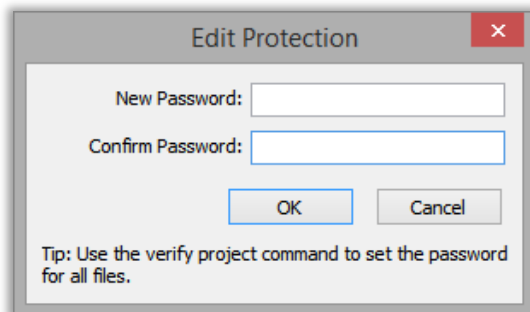 Edit Protection
New Password:
Confirm Password:
OK Cancel
Tip: Use the verify project command to set the password
for all files.